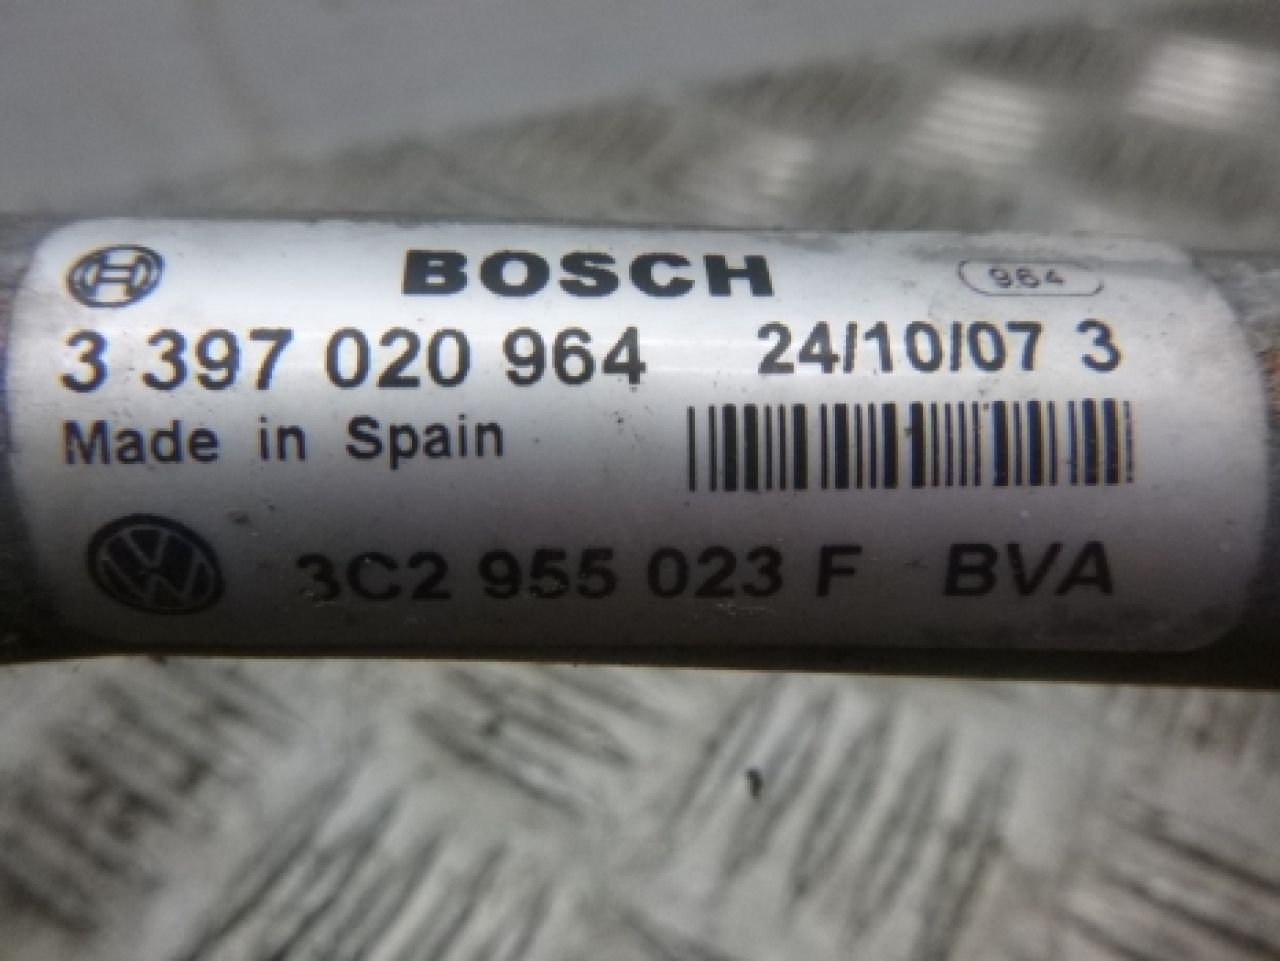 BOSCH 964
3 397 020 964 24/10/07 3
Made in Spain
3C2 955 023 F BVA